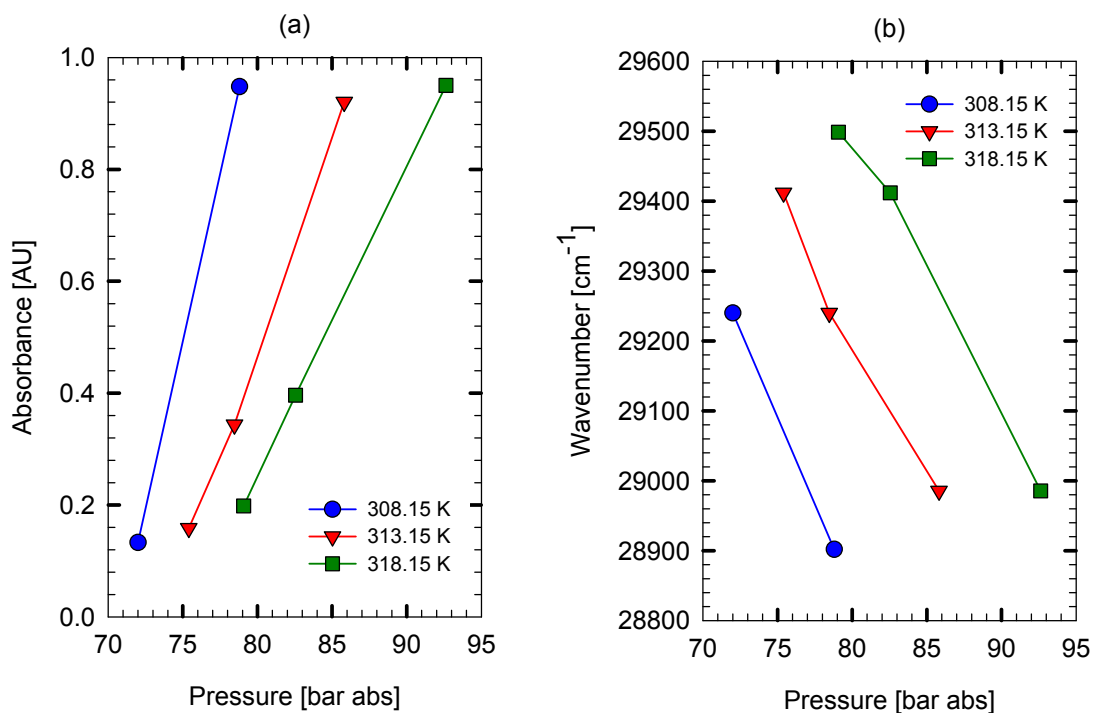 (a)
Absorbance [AU]
1.0
0.8
0.6
0.4
0.2
0.0
308.15 K
313.15 K
318.15 K
70 75 80 85 90 95
Pressure [bar abs]
(b)
Wavenumber [cm⁻¹]
29600
29500
29400
29300
29200
29100
29000
28900
28800
308.15 K
313.15 K
318.15 K
70 75 80 85 90 95
Pressure [bar abs]